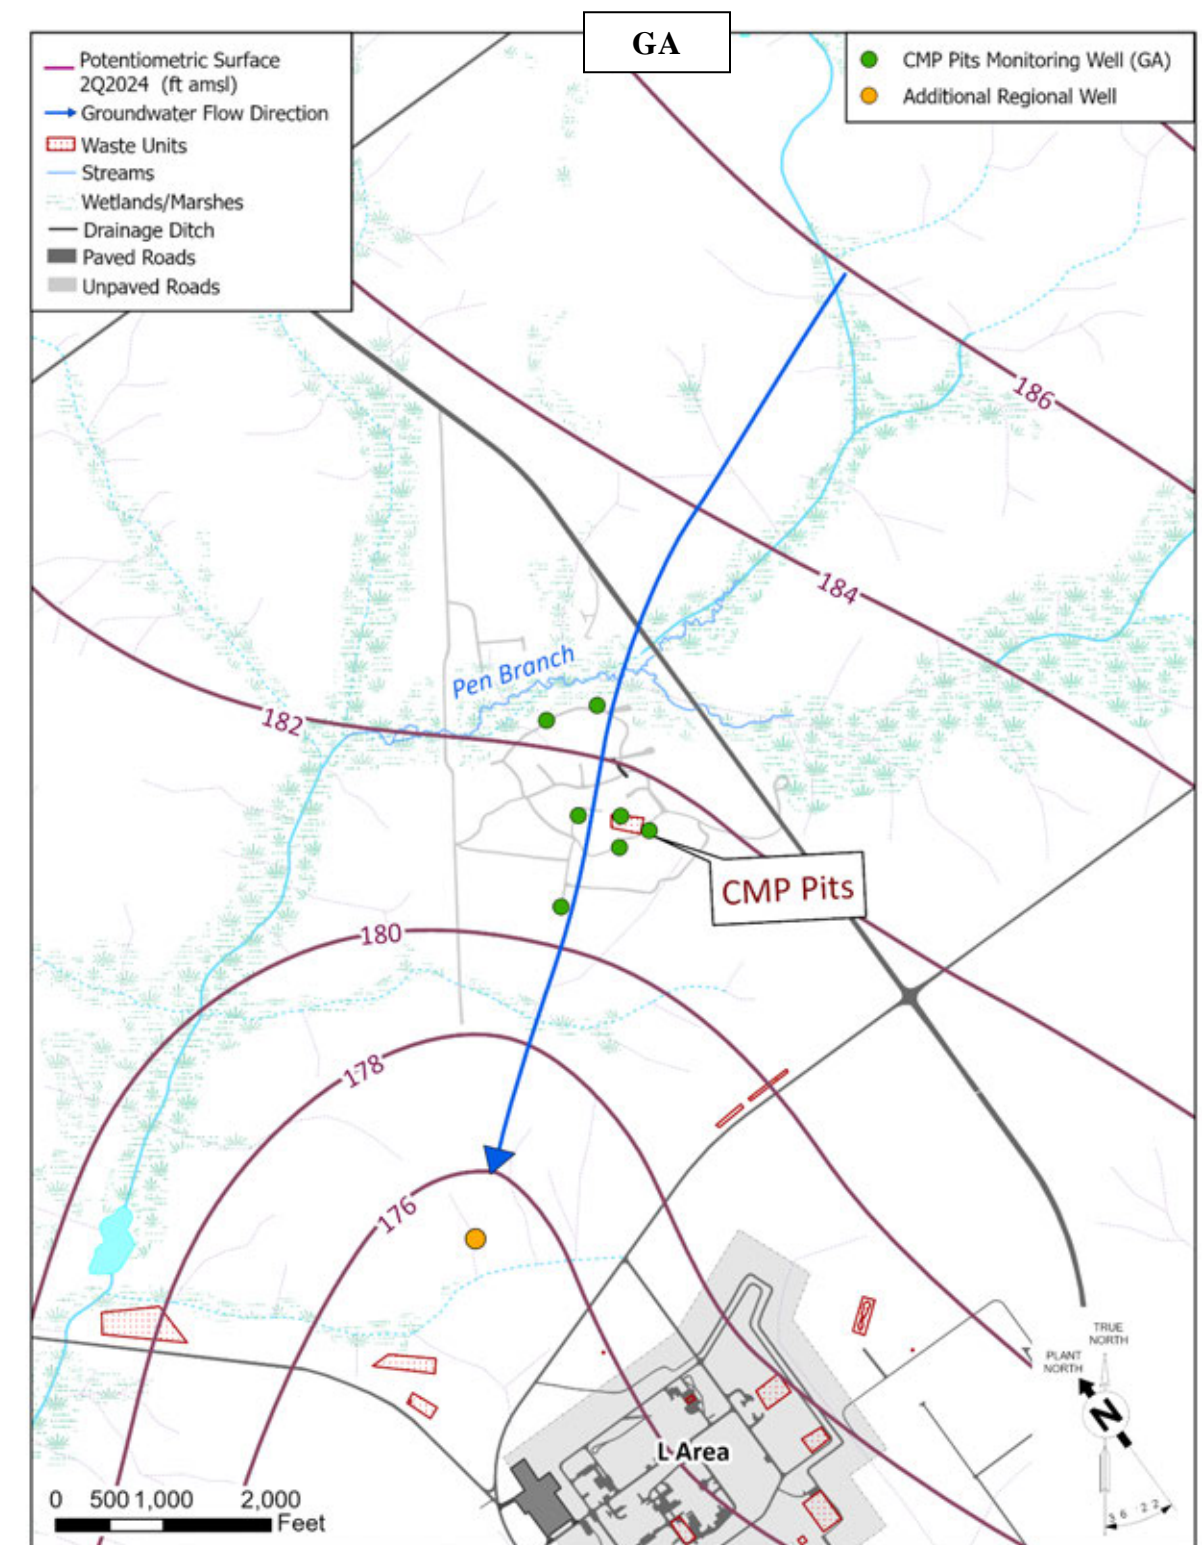 GA
Potentiometric Surface
2Q2024 (ft amsl)
Groundwater Flow Direction
Waste Units
Streams
Wetlands/Marshes
Drainage Ditch
Paved Roads
Unpaved Roads
CMP Pits Monitoring Well (GA)
Additional Regional Well
186
184
Pen Branch
182
CMP Pits
180
178
176
TRUE
NORTH
PLANT
NORTH
N
L Area
0 500 1,000 2,000
Feet
36 22